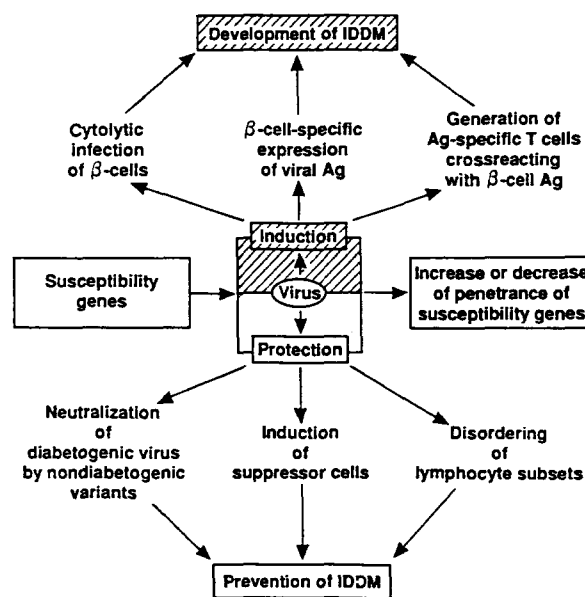 Development of IDDM
Cytolytic
infection
of β-cells
β-cell-specific
expression
of viral Ag
Generation of
Ag-specific T cells
crossreacting
with β-cell Ag
Induction
Susceptibility
genes
Virus
Increase or decrease
of penetrance of
susceptibility genes
Protection
Neutralization
of
diabetogenic virus
by nondiabetogenic
variants
Induction
of
suppressor cells
Disordering
of
lymphocyte subsets
Prevention of IDDM